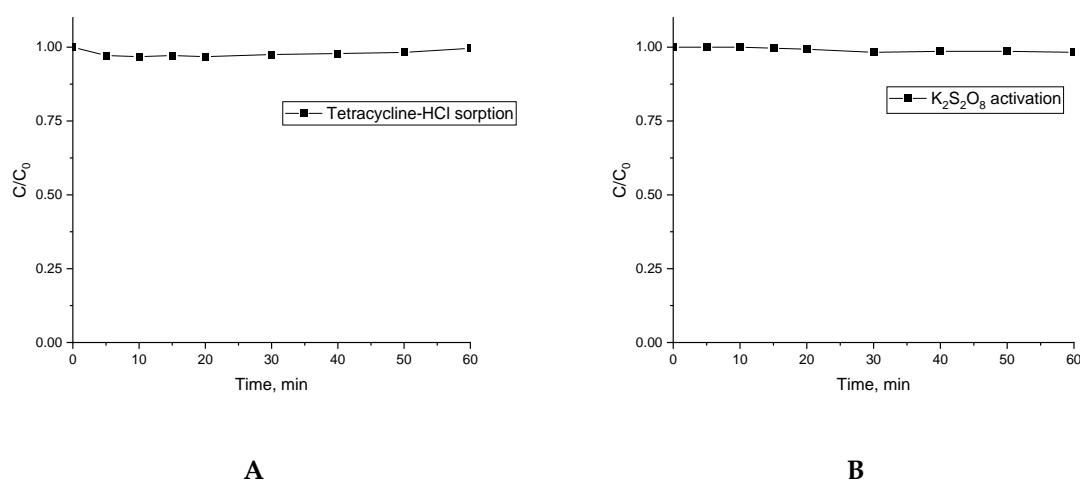 1.00
0.75
0.50
0.25
0.00
C/C₀
0 10 20 30 40 50 60
Time, min
Tetracycline-HCl sorption
A
1.00
0.75
0.50
0.25
0.00
C/C₀
0 10 20 30 40 50 60
Time, min
K₂S₂O₈ activation
B